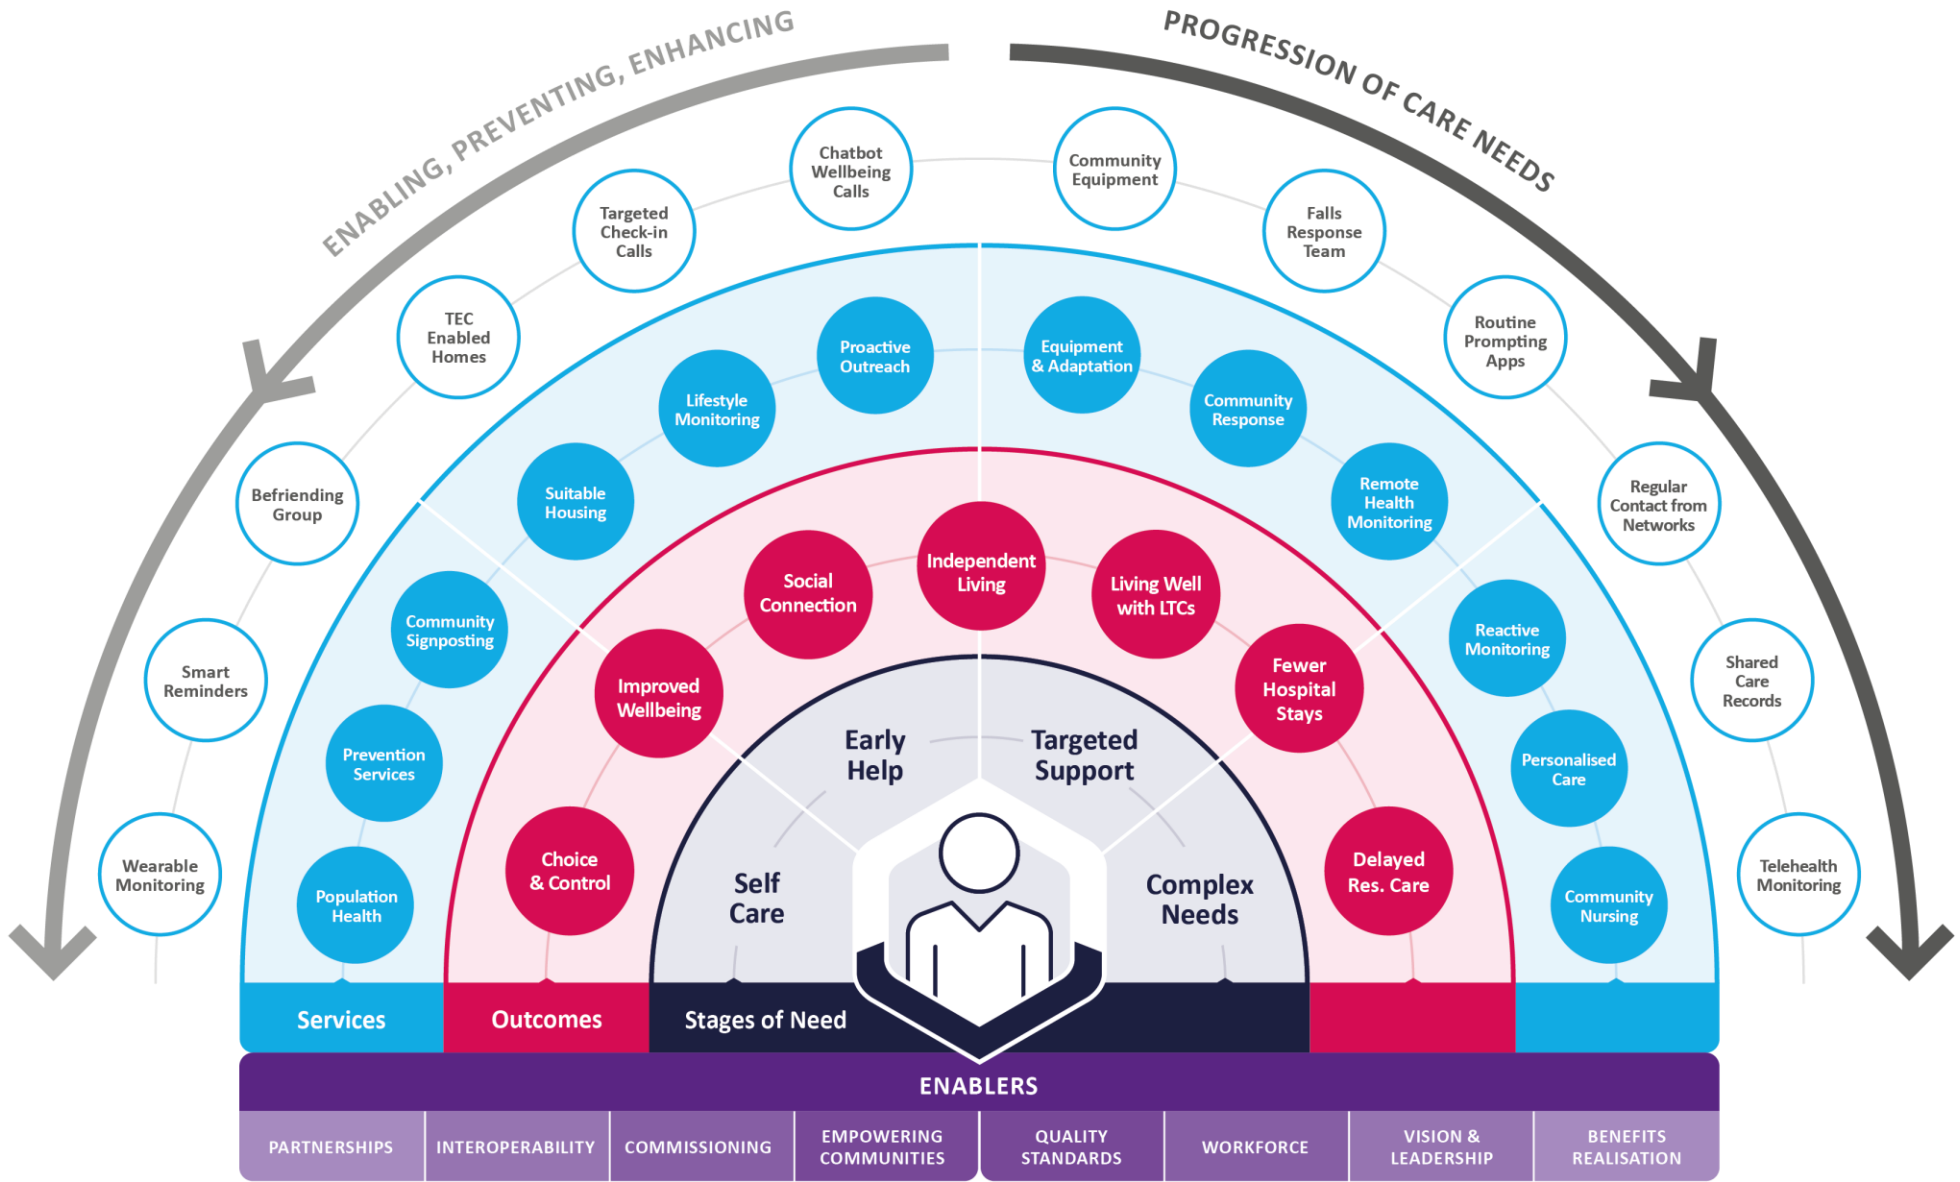 ENABLING, PREVENTING, ENHANCING
PROGRESSION OF CARE NEEDS
Wearable
Monitoring
Smart
Reminders
Befriending
Group
TEC
Enabled
Homes
Targeted
Check-in
Calls
Chatbot
Wellbeing
Calls
Community
Equipment
Falls
Response
Team
Routine
Prompting
Apps
Regular
Contact from
Networks
Shared
Care
Records
Telehealth
Monitoring
Population
Health
Prevention
Services
Community
Signposting
Suitable
Housing
Lifestyle
Monitoring
Proactive
Outreach
Equipment
& Adaptation
Community
Response
Remote
Health
Monitoring
Reactive
Monitoring
Personalised
Care
Community
Nursing
Choice
& Control
Improved
Wellbeing
Social
Connection
Independent
Living
Living Well
with LTCs
Fewer
Hospital
Stays
Delayed
Res. Care
Self
Care
Early
Help
Targeted
Support
Complex
Needs
Services
Outcomes
Stages of Need
ENABLERS
PARTNERSHIPS
INTEROPERABILITY
COMMISSIONING
EMPOWERING
COMMUNITIES
QUALITY
STANDARDS
WORKFORCE
VISION &
LEADERSHIP
BENEFITS
REALISATION